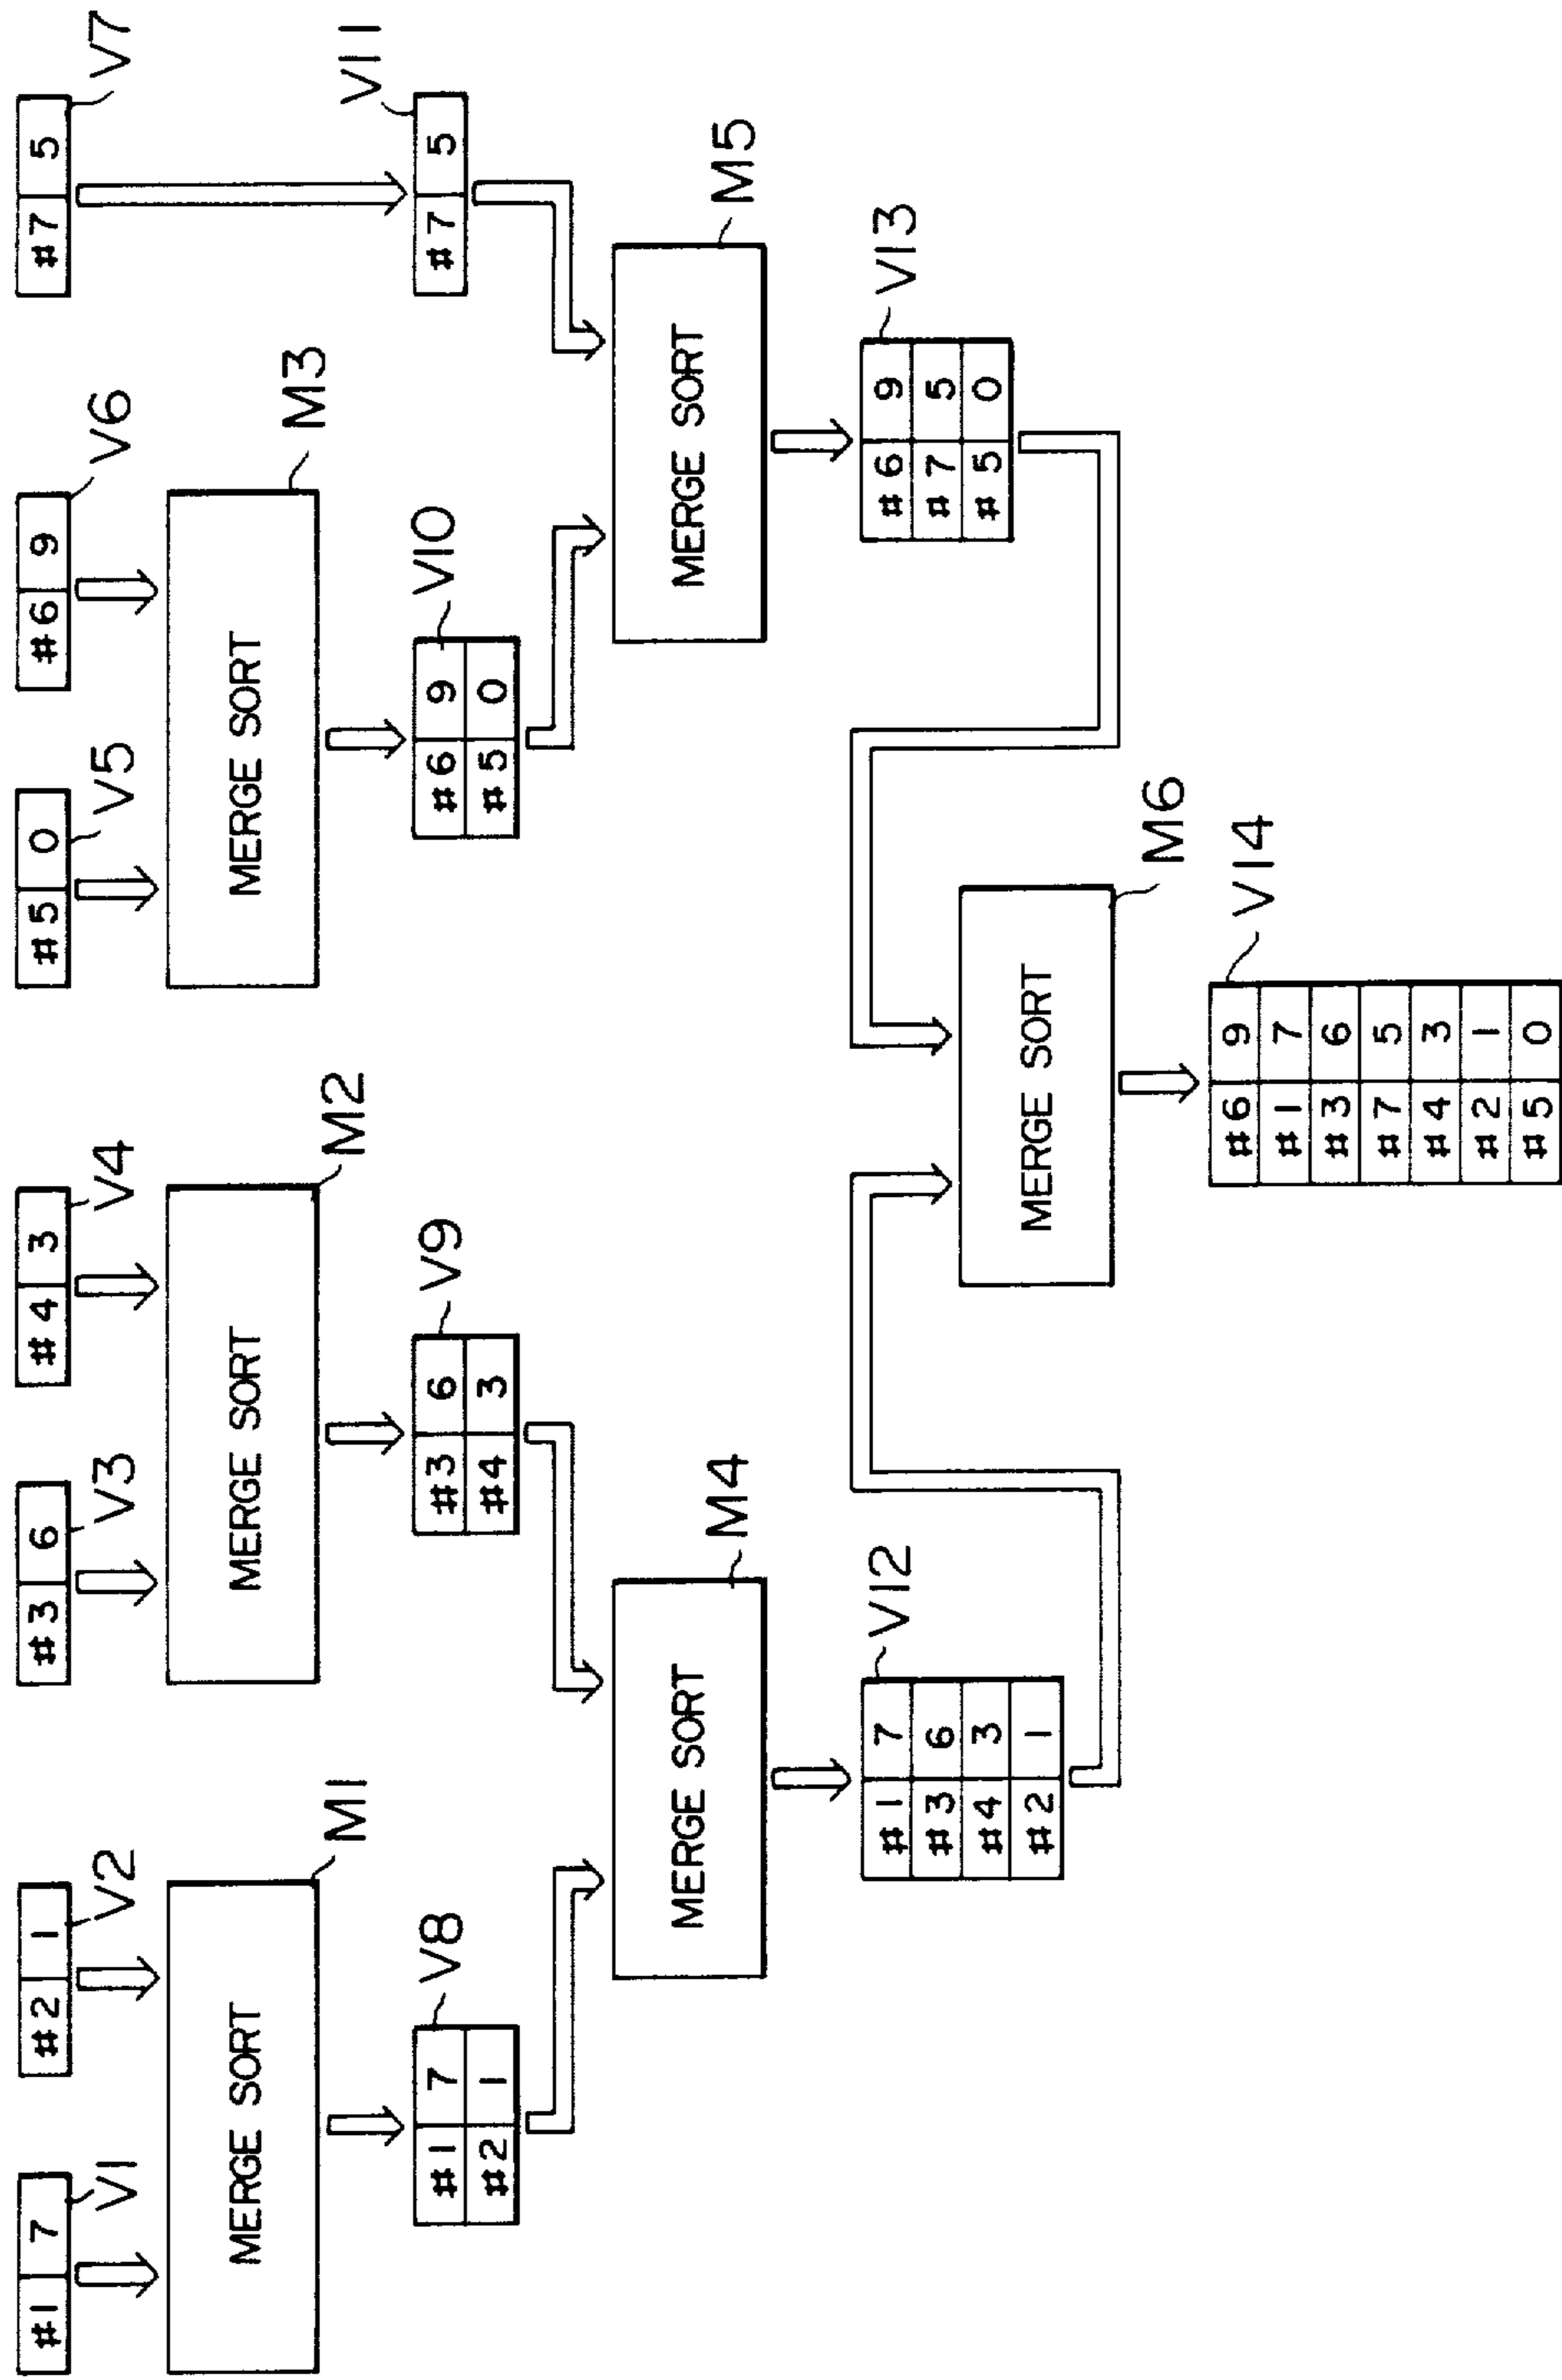 #1 7
V1
#2 1
V2
#3 6
V3
#4 3
V4
#5 0
V5
#6 9
V6
#7 5
V7
MERGE SORT
M1
MERGE SORT
M2
MERGE SORT
M3
#1 7
#2 1
V8
#3 6
#4 3
V9
#6 9
#5 0
V10
#7 5
V11
MERGE SORT
M4
MERGE SORT
M5
#1 7
#3 6
#4 3
#2 1
V12
#6 9
#7 5
#5 0
V13
MERGE SORT
M6
#6 9
#1 7
#3 6
#7 5
#4 3
#2 1
#5 0
V14